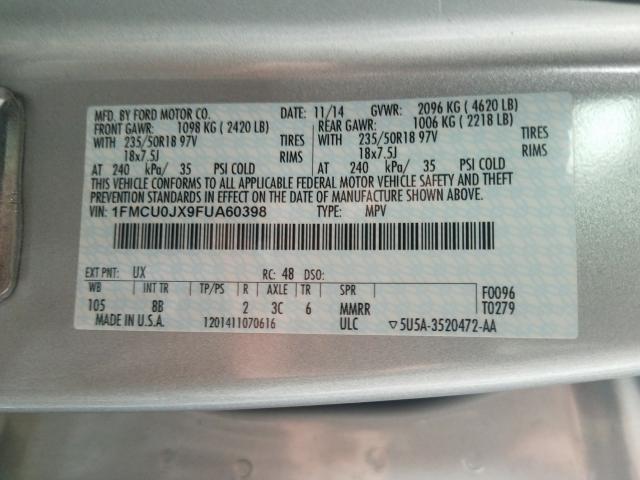 MFD. BY FORD MOTOR CO. DATE: 11/14 GVWR: 2096 KG ( 4620 LB)
FRONT GAWR: 1098 KG ( 2420 LB) REAR GAWR: 1006 KG ( 2218 LB)
WITH 235/50R18 97V TIRES WITH 235/50R18 97V TIRES
18x7.5J RIMS 18x7.5J RIMS
AT 240 kPa/ 35 PSI COLD AT 240 kPa/ 35 PSI COLD
THIS VEHICLE CONFORMS TO ALL APPLICABLE FEDERAL MOTOR VEHICLE SAFETY AND THEFT
PREVENTION STANDARDS IN EFFECT ON THE DATE OF MANUFACTURE SHOWN ABOVE.
VIN: 1FMCU0JX9FUA60398 TYPE: MPV
EXT PNT: UX RC: 48 DSO:
WB INT TR TP/PS R AXLE TR SPR F0096
105 8B 2 3C 6 MMRR T0279
MADE IN U.S.A. 1201411070616 ULC ▽5U5A-3520472-AA